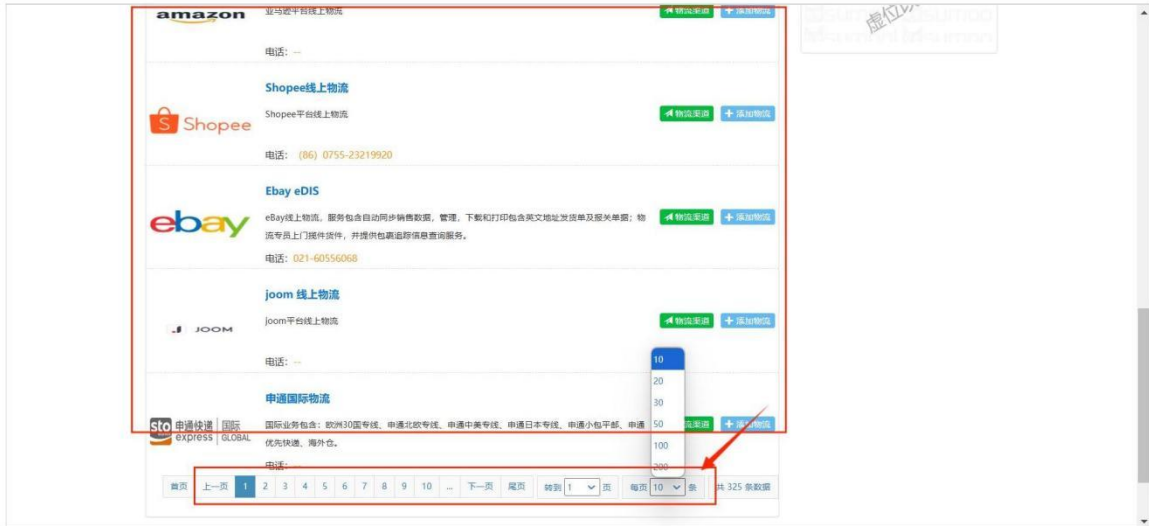 amazon
亚马逊平台线上物流
物流渠道
添加物流
电话： --
Shopee线上物流
Shopee
Shopee平台线上物流
物流渠道
添加物流
电话： (86) 0755-23219920
Ebay eDIS
ebay
eBay线上物流，服务包含自动同步销售数据，管理、下载和打印包含英文地址发货单及报关单据；物
流专员上门揽件货件，并提供包裹追踪信息查询服务。
物流渠道
添加物流
电话：021-60556068
joom 线上物流
JOOM
joom平台线上物流
物流渠道
添加物流
电话： --
10
20
30
50
100
200
申通国际物流
sto 申通快递 国际
express GLOBAL
国际业务包含：欧洲30国专线、申通北欧专线、申通中美专线、申通日本专线、申通小包平邮、申通
优先快递、海外仓。
流渠道
添加物流
电话： --
首页 上一页 1 2 3 4 5 6 7 8 9 10 ... 下一页 尾页 转到 1 页 每页 10 条 共 325 条数据